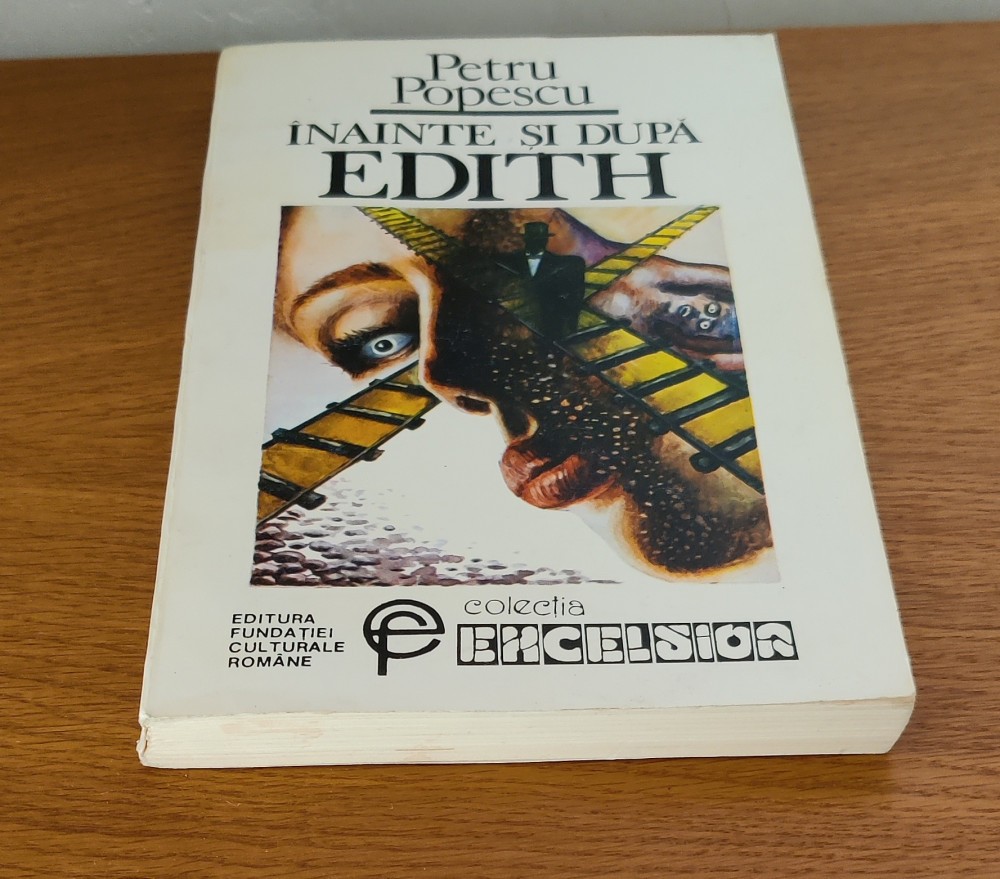 Petru
Popescu
ÎNAINTE ȘI DUPĂ
EDITH
EDITURA
FUNDAȚIEI
CULTURALE
ROMÂNE
colecția
EXCELSIOR